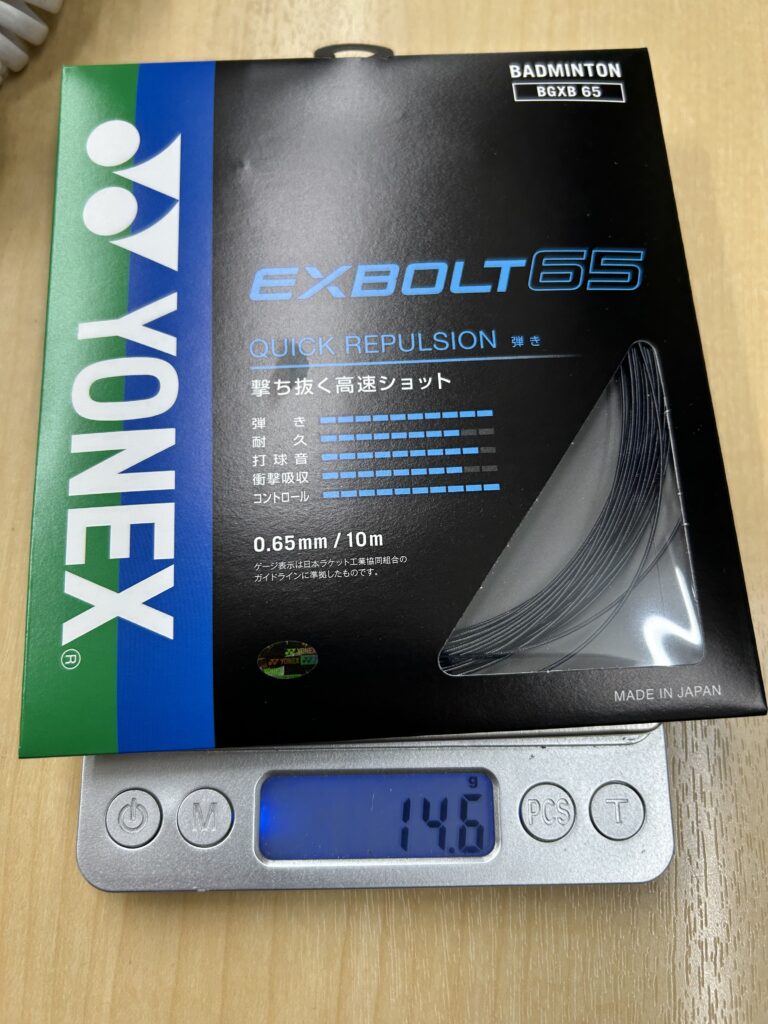 BADMINTON
BGXB 65
YONEX
®
EXBOLT65
QUICK REPULSION 弾き
撃ち抜く高速ショット
弾き
耐久
打球音
衝撃吸収
コントロール
0.65mm / 10m
ゲージ表示は日本ラケット工業協同組合の
ガイドラインに準拠したものです。
YONEX
YONEX
MADE IN JAPAN
g
14.6
M
PCS
T